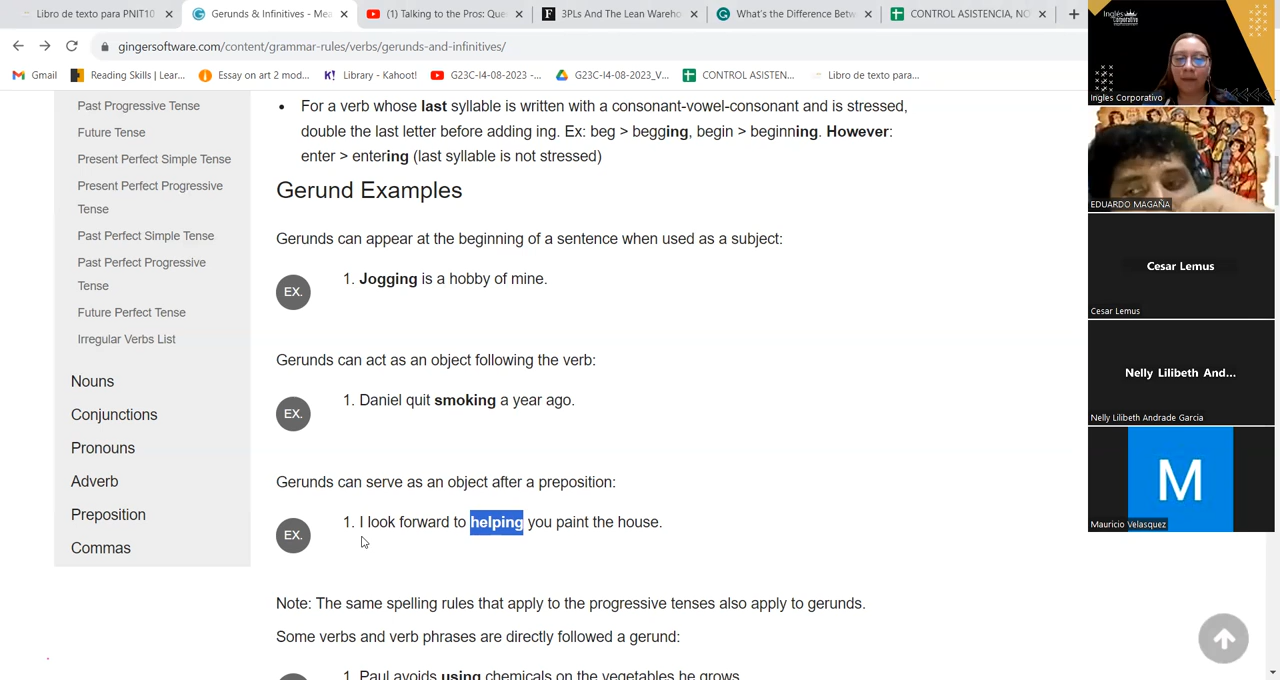 Libro de texto para PNIT10
Gerunds & Infinitives - Mea
(1) Talking to the Pros: Que
3PLs And The Lean Wareho
What's the Difference Betw
CONTROL ASISTENCIA, NO
gingersoftware.com/content/grammar-rules/verbs/gerunds-and-infinitives/
Gmail
Reading Skills | Lear...
Essay on art 2 mod...
Library - Kahoot!
G23C-I4-08-2023 -...
G23C-I4-08-2023_V...
CONTROL ASISTEN...
Libro de texto para...
Past Progressive Tense
Future Tense
Present Perfect Simple Tense
Present Perfect Progressive
Tense
Past Perfect Simple Tense
Past Perfect Progressive
Tense
Future Perfect Tense
Irregular Verbs List
Nouns
Conjunctions
Pronouns
Adverb
Preposition
Commas
• For a verb whose last syllable is written with a consonant-vowel-consonant and is stressed,
double the last letter before adding ing. Ex: beg > begging, begin > beginning. However:
enter > entering (last syllable is not stressed)
Gerund Examples
Gerunds can appear at the beginning of a sentence when used as a subject:
EX.
1. Jogging is a hobby of mine.
Gerunds can act as an object following the verb:
EX.
1. Daniel quit smoking a year ago.
Gerunds can serve as an object after a preposition:
EX.
1. I look forward to helping you paint the house.
Note: The same spelling rules that apply to the progressive tenses also apply to gerunds.
Some verbs and verb phrases are directly followed a gerund:
1. Paul avoids using chemicals on the vegetables he grows.
Inglés
Corporativo
Ingles Corporativo
EDUARDO MAGAÑA
Cesar Lemus
Cesar Lemus
Nelly Lilibeth And...
Nelly Lilibeth Andrade Garcia
M
Mauricio Velasquez